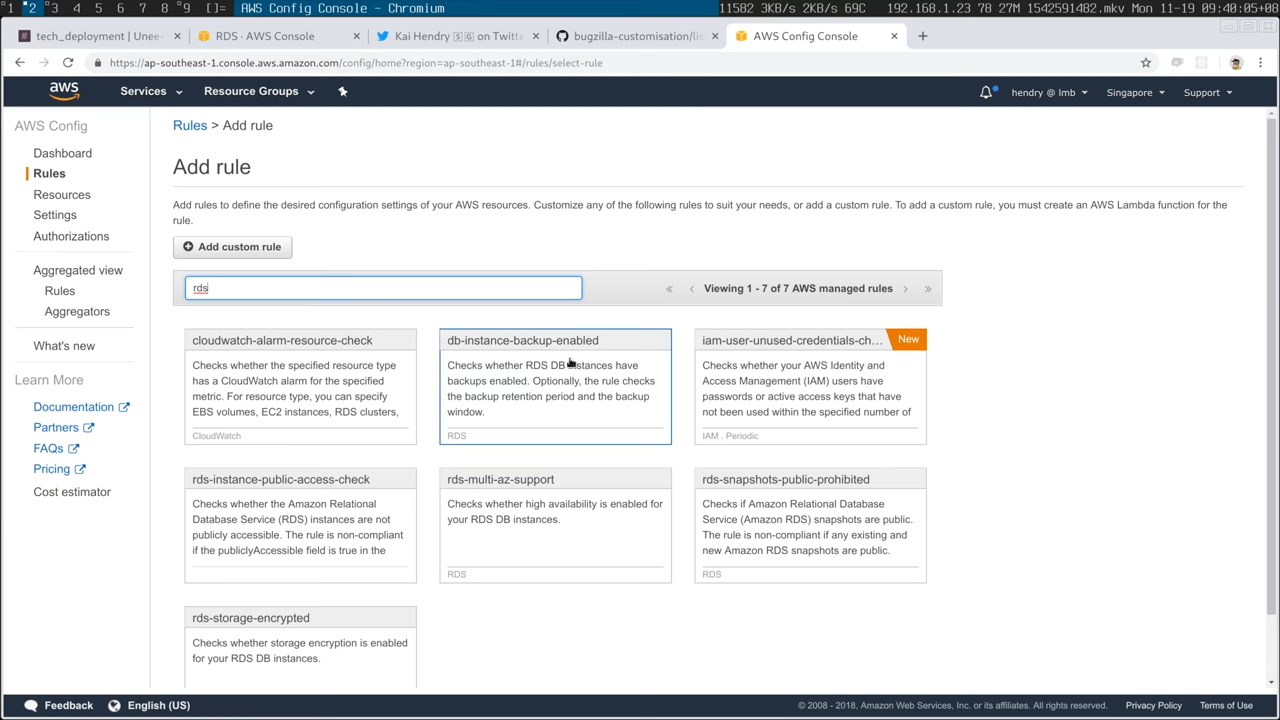 1 2 3 4 5 6 7 8 9 []= AWS Config Console - Chromium 11582 3KB/s 2KB/s 69C 192.168.1.23 78 27M 1542591482.mkv Mon 11-19 09:40:05+08
tech_deployment | Unee- × RDS · AWS Console × Kai Hendry 🇸🇬 on Twitt × bugzilla-customisation/lis × AWS Config Console × +
https://ap-southeast-1.console.aws.amazon.com/config/home?region=ap-southeast-1#/rules/select-rule
aws Services Resource Groups hendry @ lmb Singapore Support
AWS Config
Dashboard
Rules
Resources
Settings
Authorizations
Aggregated view
Rules
Aggregators
What's new
Learn More
Documentation
Partners
FAQs
Pricing
Cost estimator
Rules > Add rule
Add rule
Add rules to define the desired configuration settings of your AWS resources. Customize any of the following rules to suit your needs, or add a custom rule. To add a custom rule, you must create an AWS Lambda function for the
rule.
Add custom rule
rds
« ‹ Viewing 1 - 7 of 7 AWS managed rules › »
cloudwatch-alarm-resource-check
Checks whether the specified resource type
has a CloudWatch alarm for the specified
metric. For resource type, you can specify
EBS volumes, EC2 instances, RDS clusters,
CloudWatch
db-instance-backup-enabled
Checks whether RDS DB instances have
backups enabled. Optionally, the rule checks
the backup retention period and the backup
window.
RDS
iam-user-unused-credentials-ch... New
Checks whether your AWS Identity and
Access Management (IAM) users have
passwords or active access keys that have
not been used within the specified number of
IAM . Periodic
rds-instance-public-access-check
Checks whether the Amazon Relational
Database Service (RDS) instances are not
publicly accessible. The rule is non-compliant
if the publiclyAccessible field is true in the
rds-multi-az-support
Checks whether high availability is enabled for
your RDS DB instances.
RDS
rds-snapshots-public-prohibited
Checks if Amazon Relational Database
Service (Amazon RDS) snapshots are public.
The rule is non-compliant if any existing and
new Amazon RDS snapshots are public.
RDS
rds-storage-encrypted
Checks whether storage encryption is enabled
for your RDS DB instances.
Feedback English (US) © 2008 - 2018, Amazon Web Services, Inc. or its affiliates. All rights reserved. Privacy Policy Terms of Use